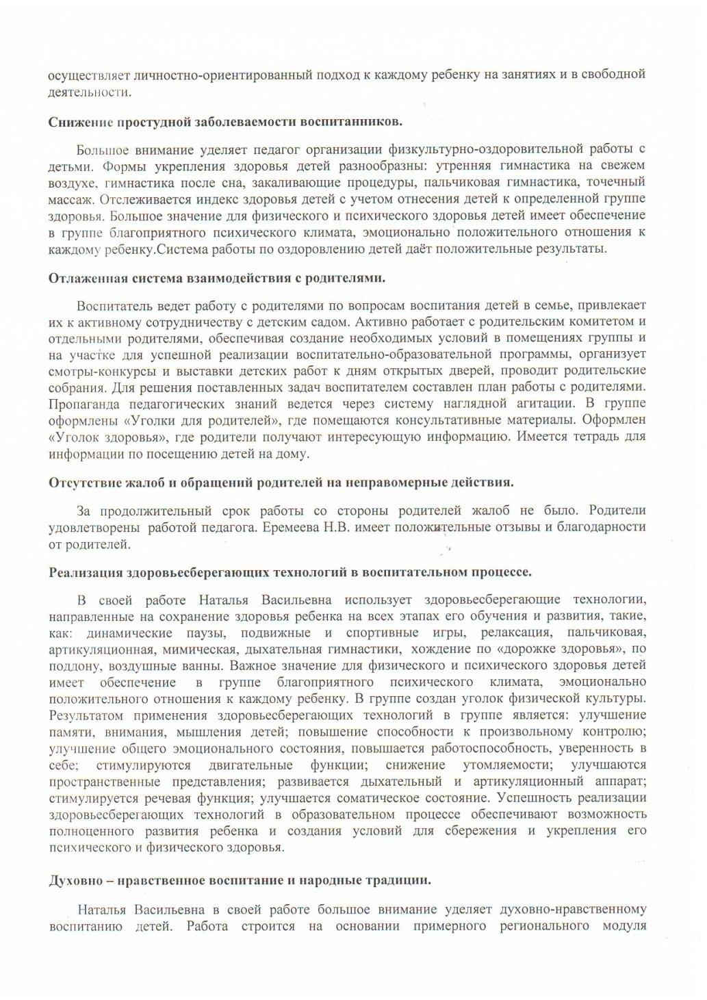 осуществляет личностно-ориентированный подход к каждому ребенку на занятиях и в свободной
деятельности.
Снижение простудной заболеваемости воспитанников.
Большое внимание уделяет педагог организации физкультурно-оздоровительной работы с
детьми. Формы укрепления здоровья детей разнообразны: утренняя гимнастика на свежем
воздухе, гимнастика после сна, закаливающие процедуры, пальчиковая гимнастика, точечный
массаж. Отслеживается индекс здоровья детей с учетом отнесения детей к определенной группе
здоровья. Большое значение для физического и психического здоровья детей имеет обеспечение
в группе благоприятного психического климата, эмоционально положительного отношения к
каждому ребенку.Система работы по оздоровлению детей даёт положительные результаты.
Отлаженная система взаимодействия с родителями.
Воспитатель ведет работу с родителями по вопросам воспитания детей в семье, привлекает
их к активному сотрудничеству с детским садом. Активно работает с родительским комитетом и
отдельными родителями, обеспечивая создание необходимых условий в помещениях группы и
на участке для успешной реализации воспитательно-образовательной программы, организует
смотры-конкурсы и выставки детских работ к дням открытых дверей, проводит родительские
собрания. Для решения поставленных задач воспитателем составлен план работы с родителями.
Пропаганда педагогических знаний ведется через систему наглядной агитации. В группе
оформлены «Уголки для родителей», где помещаются консультативные материалы. Оформлен
«Уголок здоровья», где родители получают интересующую информацию. Имеется тетрадь для
информации по посещению детей на дому.
Отсутствие жалоб и обращений родителей на неправомерные действия.
За продолжительный срок работы со стороны родителей жалоб не было. Родители
удовлетворены работой педагога. Еремеева Н.В. имеет положительные отзывы и благодарности
от родителей.
Реализация здоровьесберегающих технологий в воспитательном процессе.
В своей работе Наталья Васильевна использует здоровьесберегающие технологии,
направленные на сохранение здоровья ребенка на всех этапах его обучения и развития, такие,
как: динамические паузы, подвижные и спортивные игры, релаксация, пальчиковая,
артикуляционная, мимическая, дыхательная гимнастики, хождение по «дорожке здоровья», по
поддону, воздушные ванны. Важное значение для физического и психического здоровья детей
имеет обеспечение в группе благоприятного психического климата, эмоционально
положительного отношения к каждому ребенку. В группе создан уголок физической культуры.
Результатом применения здоровьесберегающих технологий в группе является: улучшение
памяти, внимания, мышления детей; повышение способности к произвольному контролю;
улучшение общего эмоционального состояния, повышается работоспособность, уверенность в
себе; стимулируются двигательные функции; снижение утомляемости; улучшаются
пространственные представления; развивается дыхательный и артикуляционный аппарат;
стимулируется речевая функция; улучшается соматическое состояние. Успешность реализации
здоровьесберегающих технологий в образовательном процессе обеспечивают возможность
полноценного развития ребенка и создания условий для сбережения и укрепления его
психического и физического здоровья.
Духовно – нравственное воспитание и народные традиции.
Наталья Васильевна в своей работе большое внимание уделяет духовно-нравственному
воспитанию детей. Работа строится на основании примерного регионального модуля